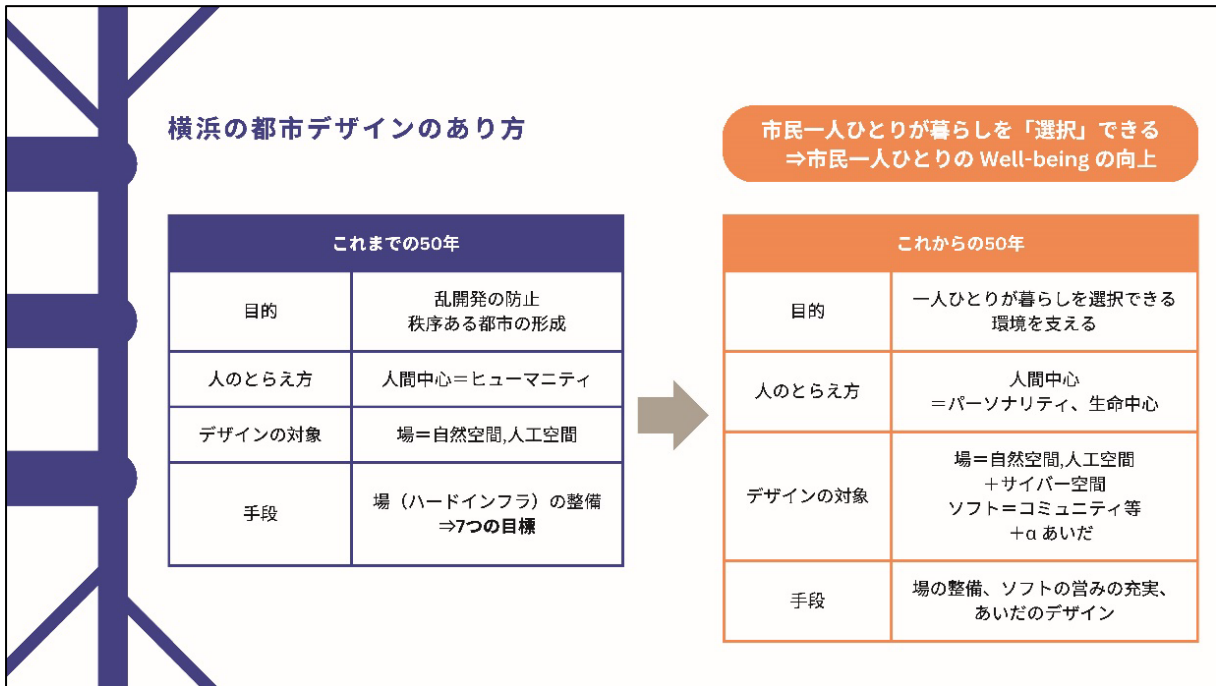 横浜の都市デザインのあり方
市民一人ひとりが暮らしを「選択」できる
⇒市民一人ひとりの Well-being の向上
これまでの50年
目的
乱開発の防止
秩序ある都市の形成
人のとらえ方
人間中心＝ヒューマニティ
デザインの対象
場＝自然空間,人工空間
手段
場（ハードインフラ）の整備
⇒7つの目標
これからの50年
目的
一人ひとりが暮らしを選択できる
環境を支える
人のとらえ方
人間中心
＝パーソナリティ、生命中心
デザインの対象
場＝自然空間,人工空間
＋サイバー空間
ソフト＝コミュニティ等
＋α あいだ
手段
場の整備、ソフトの営みの充実、
あいだのデザイン